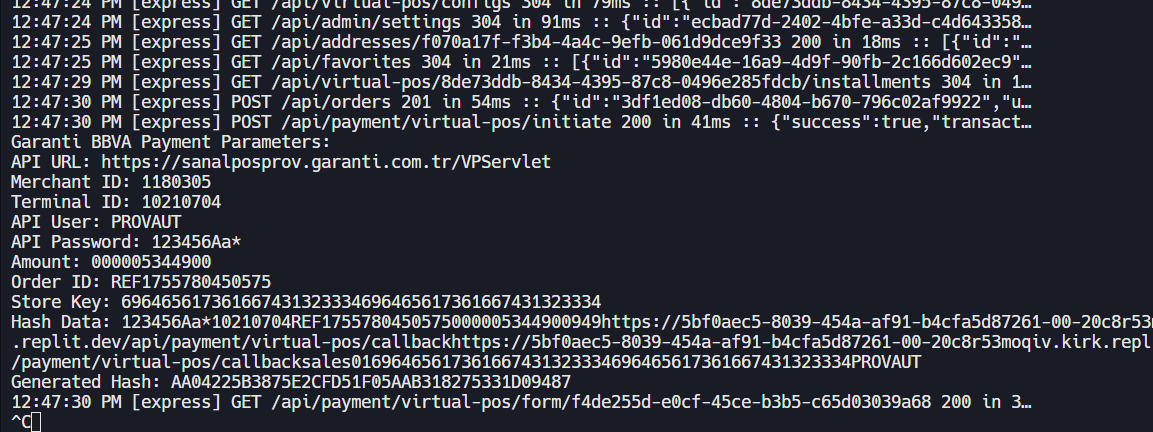 12:47:24 PM [express] GET /api/virtual-pos/configs 304 in 79ms :: [{"id":"8de73ddb-8434-4395-87c8-049…
12:47:24 PM [express] GET /api/admin/settings 304 in 91ms :: {"id":"ecbad77d-2402-4bfe-a33d-c4d643358…
12:47:25 PM [express] GET /api/addresses/f070a17f-f3b4-4a4c-9efb-061d9dce9f33 200 in 18ms :: [{"id":"…
12:47:25 PM [express] GET /api/favorites 304 in 21ms :: [{"id":"5980e44e-16a9-4d9f-90fb-2c166d602ec9"…
12:47:29 PM [express] GET /api/virtual-pos/8de73ddb-8434-4395-87c8-0496e285fdcb/installments 304 in 1…
12:47:30 PM [express] POST /api/orders 201 in 54ms :: {"id":"3df1ed08-db60-4804-b670-796c02af9922","u…
12:47:30 PM [express] POST /api/payment/virtual-pos/initiate 200 in 41ms :: {"success":true,"transact…
Garanti BBVA Payment Parameters:
API URL: https://sanalposprov.garanti.com.tr/VPServlet
Merchant ID: 1180305
Terminal ID: 10210704
API User: PROVAUT
API Password: 123456Aa*
Amount: 000005344900
Order ID: REF1755780450575
Store Key: 696465617361667431323334696465617361667431323334
Hash Data: 123456Aa*10210704REF1755780450575000005344900949https://5bf0aec5-8039-454a-af91-b4cfa5d87261-00-20c8r53m
.replit.dev/api/payment/virtual-pos/callbackhttps://5bf0aec5-8039-454a-af91-b4cfa5d87261-00-20c8r53moqiv.kirk.repl
/payment/virtual-pos/callbacksales01696465617361667431323334696465617361667431323334PROVAUT
Generated Hash: AA04225B3875E2CFD51F05AAB318275331D09487
12:47:30 PM [express] GET /api/payment/virtual-pos/form/f4de255d-e0cf-45ce-b3b5-c65d03039a68 200 in 3…
^C